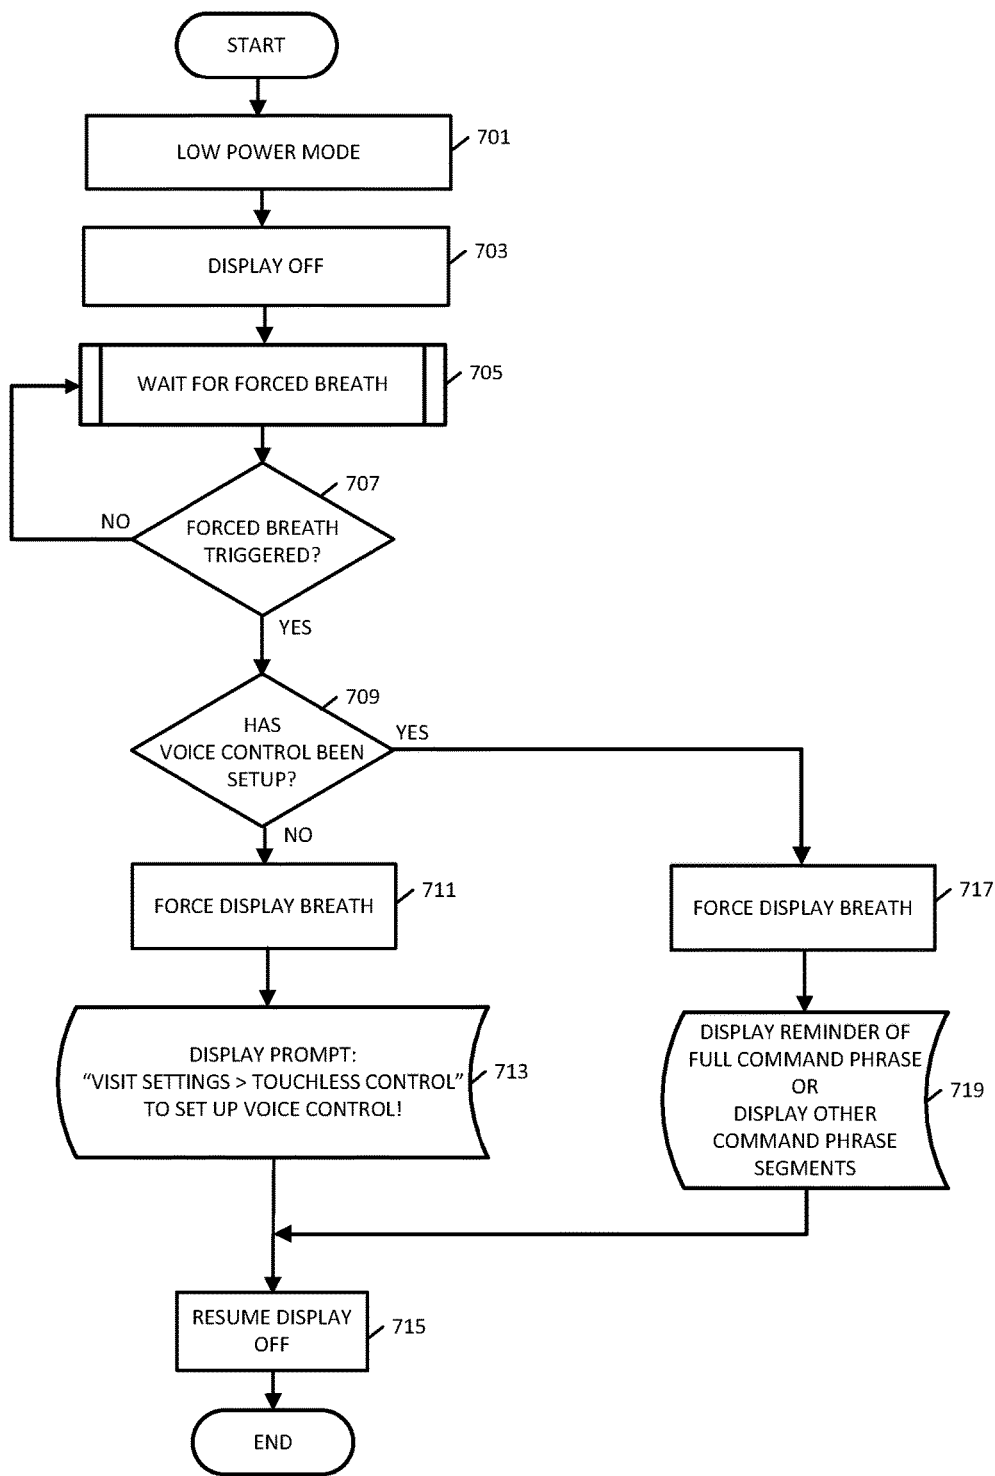 START
LOW POWER MODE
701
DISPLAY OFF
703
WAIT FOR FORCED BREATH
705
707
NO
FORCED BREATH
TRIGGERED?
YES
709
HAS
VOICE CONTROL BEEN
SETUP?
YES
NO
FORCE DISPLAY BREATH
711
FORCE DISPLAY BREATH
717
DISPLAY PROMPT:
“VISIT SETTINGS > TOUCHLESS CONTROL”
TO SET UP VOICE CONTROL!
713
DISPLAY REMINDER OF
FULL COMMAND PHRASE
OR
DISPLAY OTHER
COMMAND PHRASE
SEGMENTS
719
RESUME DISPLAY
OFF
715
END